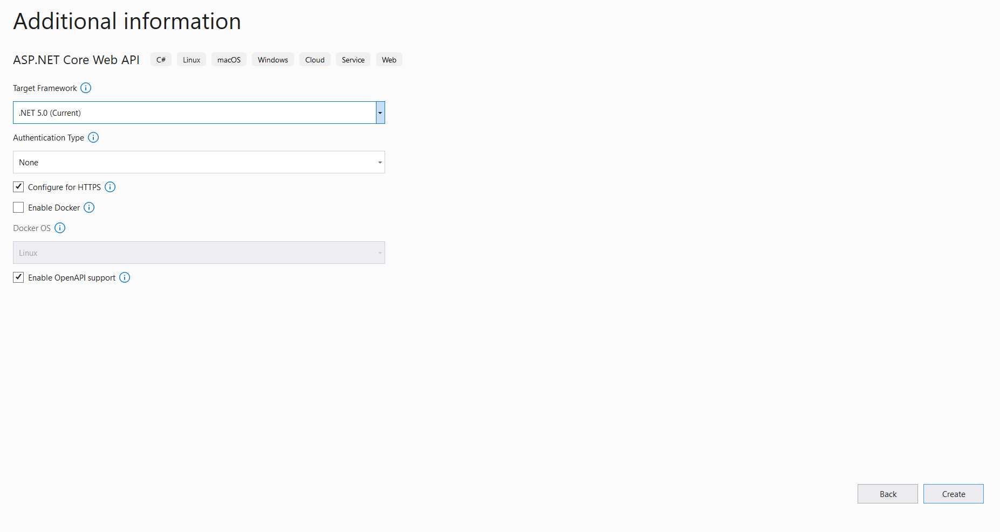 Additional information
ASP.NET Core Web API C# Linux macOS Windows Cloud Service Web
Target Framework
.NET 5.0 (Current)
Authentication Type
None
Configure for HTTPS
Enable Docker
Docker OS
Linux
Enable OpenAPI support
Back Create